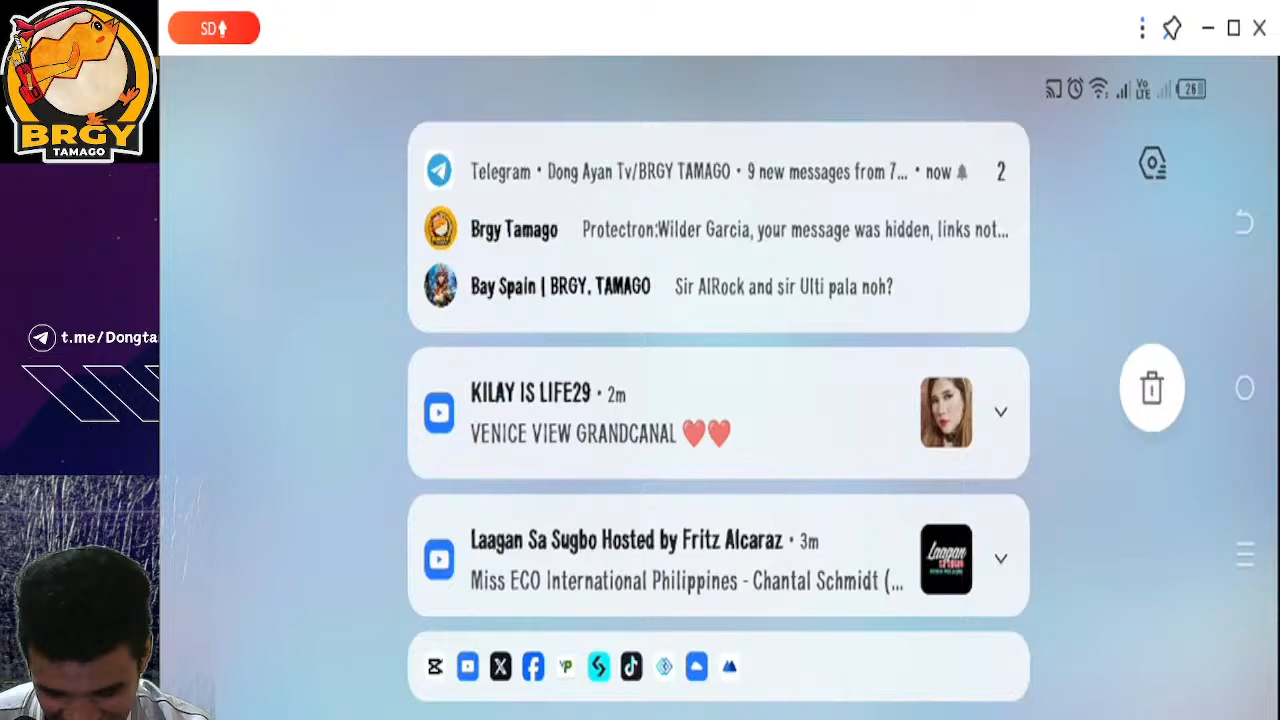 BRGY
TAMAGO
SD
Vo
LTE
26
Telegram • Dong Ayan Tv/BRGY TAMAGO • 9 new messages from 7... • now
2
Brgy Tamago Protectron:Wilder Garcia, your message was hidden, links not...
Bay Spain | BRGY. TAMAGO Sir AlRock and sir Ulti pala noh?
t.me/Dongta
KILAY IS LIFE29 • 2m
VENICE VIEW GRANDCANAL ❤️❤️
Laagan Sa Sugbo Hosted by Fritz Alcaraz • 3m
Miss ECO International Philippines - Chantal Schmidt (...
Laagan